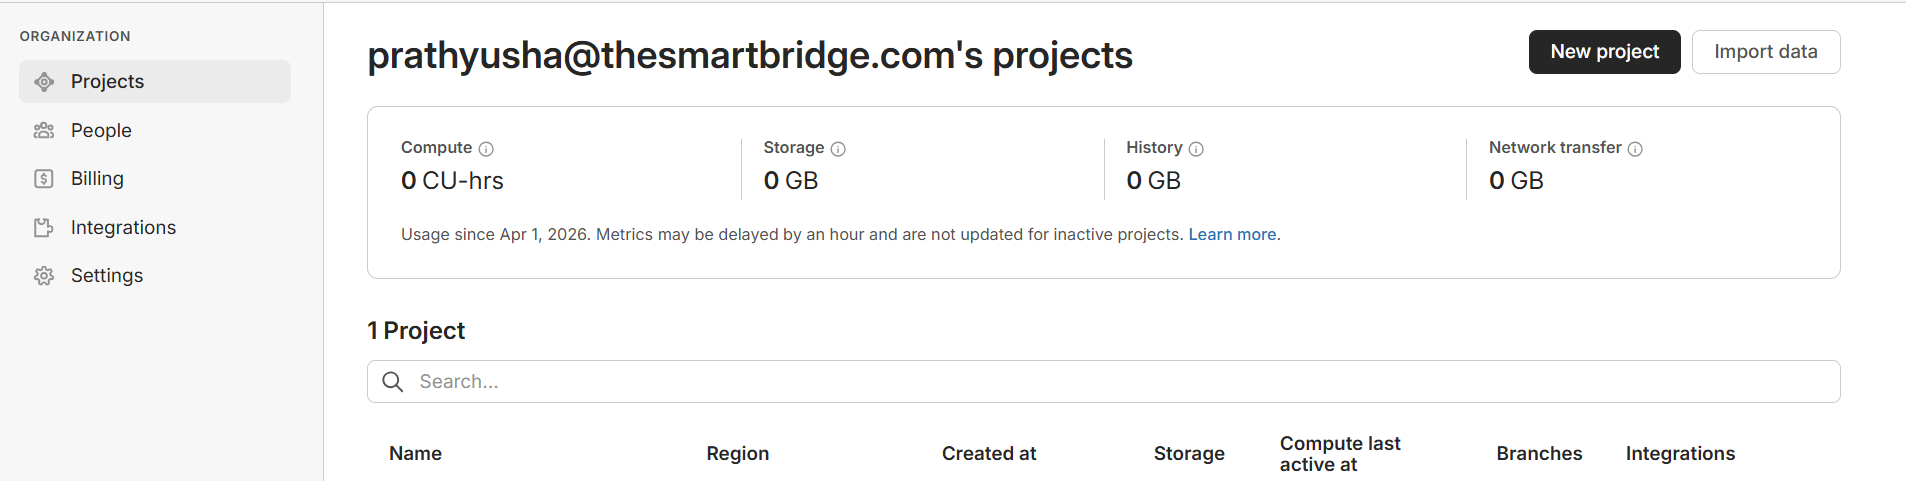 ORGANIZATION
Projects
People
Billing
Integrations
Settings
prathyusha@thesmartbridge.com's projects
New project
Import data
Compute
0 CU-hrs
Storage
0 GB
History
0 GB
Network transfer
0 GB
Usage since Apr 1, 2026. Metrics may be delayed by an hour and are not updated for inactive projects. Learn more.
1 Project
Search...
Name
Region
Created at
Storage
Compute last
active at
Branches
Integrations